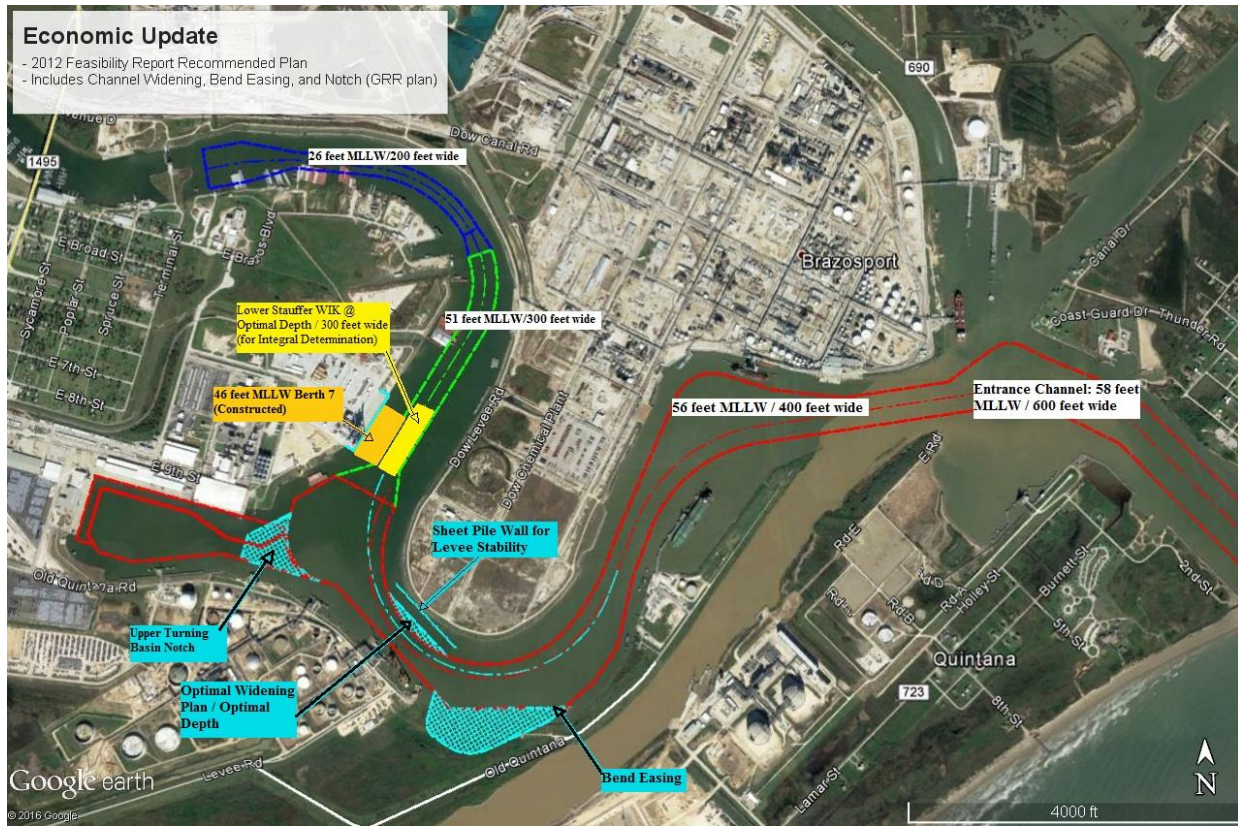 Economic Update
- 2012 Feasibility Report Recommended Plan
- Includes Channel Widening, Bend Easing, and Notch (GRR plan)
690
Dow Canal Rd
1495
26 feet MLLW/200 feet wide
E Broad St
E Brazos Blvd
Terminal St
Sycamore St
Poplar St
Spruce St
E 7th St
E 8th St
E 9th St
Brazosport
Canal Dr
Coast Guard Dr
Thunder Rd
Lower Stauffer WIK @
Optimal Depth / 300 feet wide
(for Integral Determination)
51 feet MLLW/300 feet wide
46 feet MLLW Berth 7
(Constructed)
Dow Levee Rd
Dow Chemical Plant
56 feet MLLW / 400 feet wide
Entrance Channel: 58 feet
MLLW / 600 feet wide
Sheet Pile Wall for
Levee Stability
Old Quintana Rd
Upper Turning
Basin Notch
Optimal Widening
Plan / Optimal
Depth
Bend Easing
Levee Rd
Old Quintana
E Rd
Rd E
Rd D
Rd A
Rd B
Holley St
Burnett St
2nd St
5th St
8th St
Quintana
723
Lamar St
Google earth
© 2016 Google
N
4000 ft